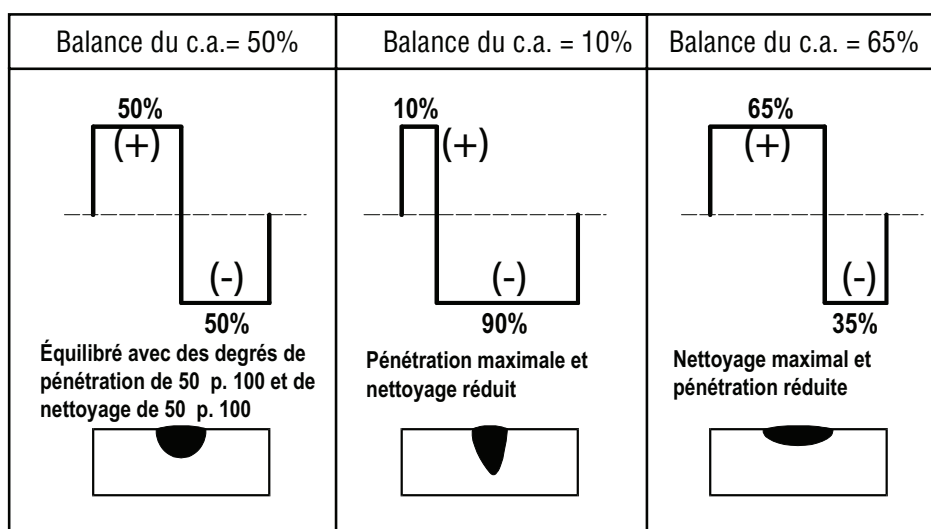 Balance du c.a.= 50%
50%
(+)
(-)
50%
Équilibré avec des degrés de
pénétration de 50 p. 100 et de
nettoyage de 50 p. 100
Balance du c.a. = 10%
10%
(+)
(-)
90%
Pénétration maximale et
nettoyage réduit
Balance du c.a. = 65%
65%
(+)
(-)
35%
Nettoyage maximal et
pénétration réduite